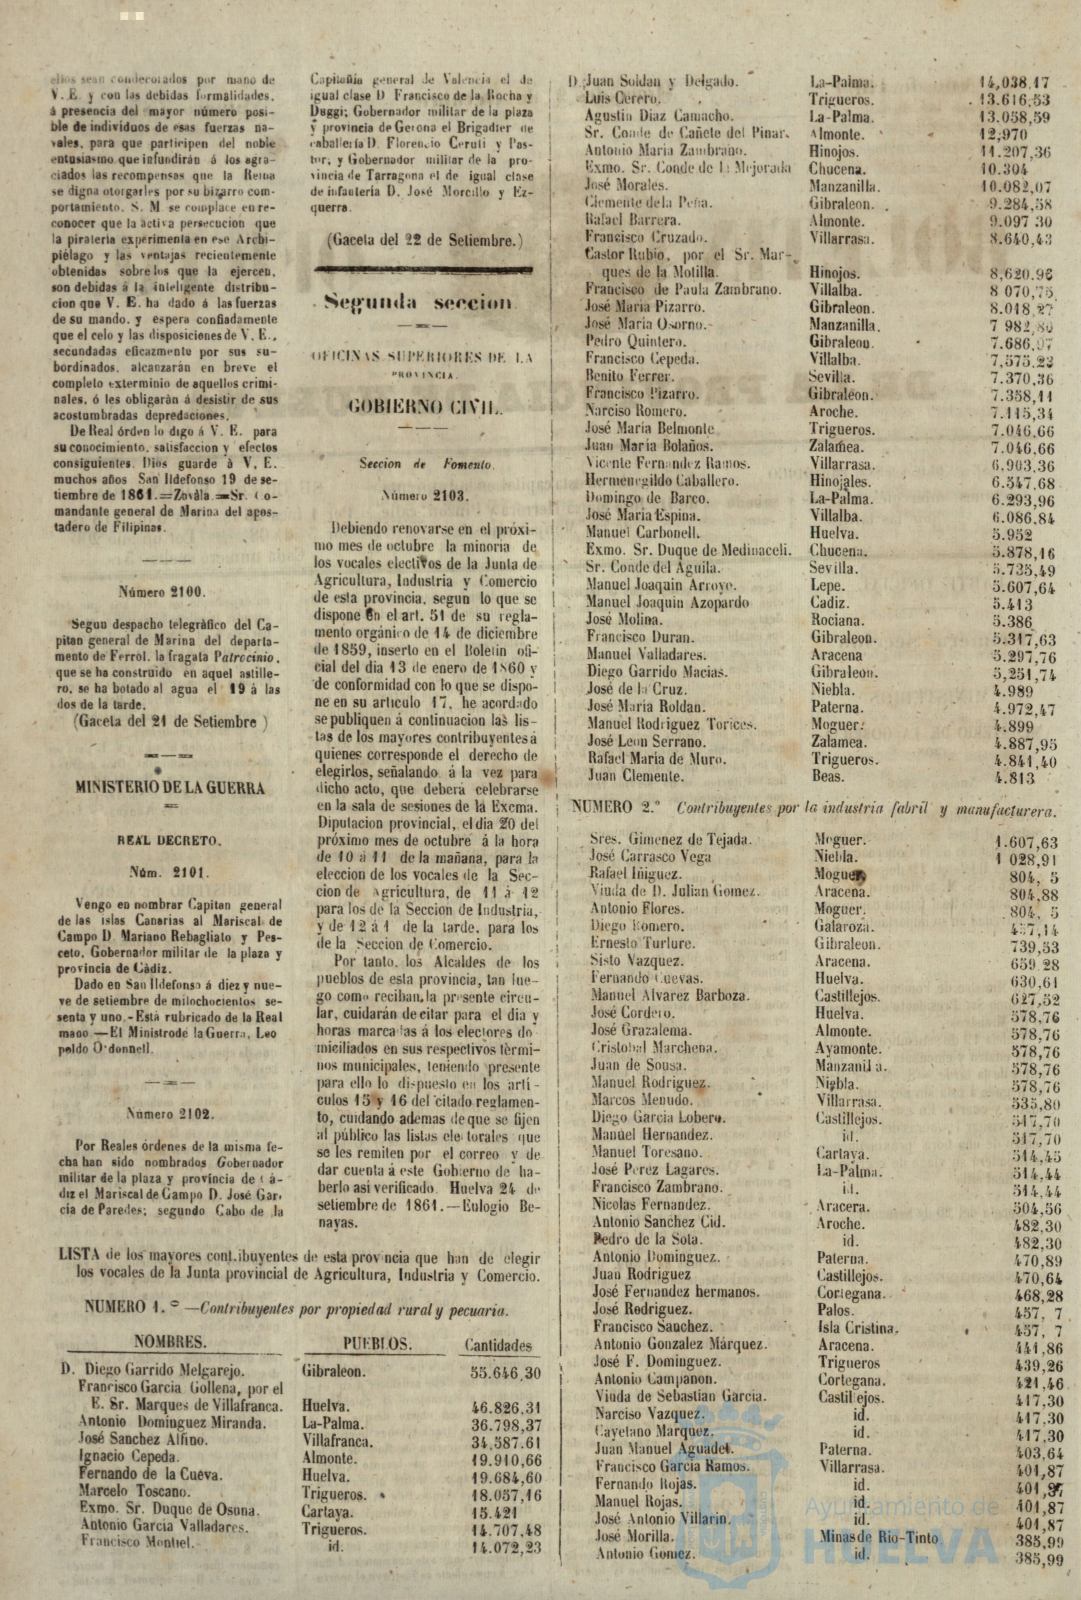 ellos sean condecorados por mano de
V. E. y con las debidas formalidades,
á presencia del mayor número posi-
ble de individuos de esas fuerzas na-
vales, para que participen del noble
entusiasmo que infundirán á los agra-
ciados las recompensas que la Reina
se digna otorgarles por su bizarro com-
portamiento. S. M se complace en re-
conocer que la activa persecucion que
la piratería experimenta en ese Archi-
piélago y las ventajas recientemente
obtenidas sobre los que la ejercen,
son debidas á la inteligente distribu-
cion que V. E. ha dado á las fuerzas
de su mando, y espera confiadamente
que el celo y las disposiciones de V. E.,
secundadas eficazmente por sus su-
bordinados, alcanzarán en breve el
completo exterminio de aquellos crimi-
nales, ó les obligarán á desistir de sus
acostumbradas depredaciones.
De Real órden lo digo á V. E. para
su conocimiento, satisfaccion y efectos
consiguientes. Dios guarde á V. E.
muchos años San Ildefonso 19 de se-
tiembre de 1861.=Zavála.=Sr. Co-
mandante general de Marina del apos-
tadero de Filipinas.
Número 2100.
Segun despacho telegráfico del Ca-
pitan general de Marina del departa-
mento de Ferrol, la fragata Patrocinio,
que se ha construido en aquel astille-
ro, se ha botado al agua el 19 á las
dos de la tarde.
(Gaceta del 21 de Setiembre )
MINISTERIO DE LA GUERRA
REAL DECRETO.
Núm. 2101.
Vengo en nombrar Capitan general
de las islas Canarias al Mariscal de
Campo D. Mariano Rebagliato y Pes-
ceto, Gobernador militar de la plaza y
provincia de Cádiz.
Dado en San Ildefonso á diez y nue-
ve de setiembre de mil ochocientos se-
senta y uno.-Está rubricado de la Real
mano —El Ministro de la Guerra, Leo
poldo O'donnell.
Número 2102.
Por Reales órdenes de la misma fe-
cha han sido nombrados Gobernador
militar de la plaza y provincia de Cá-
diz el Mariscal de Campo D. José Gar-
cia de Paredes; segundo Cabo de la
Capitanía general de Valencia el de
igual clase D Francisco de la Rocha y
Duggi; Gobernador militar de la plaza
y provincia de Gerona el Brigadier de
caballería D. Florencio Ceruti y Pas-
tor; y Gobernador militar de la pro-
vincia de Tarragona el de igual clase
de infantería D. José Morcillo y Ez-
querra.
(Gaceta del 22 de Setiembre.)
Segunda seccion
OFICINAS SUPERIORES DE LA
PROVINCIA.
GOBIERNO CIVIL.
Seccion de Fomento.
Número 2103.
Debiendo renovarse en el próxi-
mo mes de octubre la minoria de
los vocales electivos de la Junta de
Agricultura, Industria y Comercio
de esta provincia, segun lo que se
dispone en el art. 51 de su regla-
mento orgánico de 14 de diciembre
de 1859, inserto en el Boletin ofi-
cial del dia 13 de enero de 1860 y
de conformidad con lo que se dispo-
ne en su articulo 17, he acordado
se publiquen á continuacion las lis-
tas de los mayores contribuyentes á
quienes corresponde el derecho de
elegirlos, señalando á la vez para
dicho acto, que deberá celebrarse
en la sala de sesiones de la Excma.
Diputacion provincial, el dia 20 del
próximo mes de octubre á la hora
de 10 á 11 de la mañana, para la
eleccion de los vocales de la Sec-
cion de Agricultura, de 11 á 12
para los de la Seccion de Industria,
y de 12 á 1 de la tarde, para los
de la Seccion de Comercio.
Por tanto, los Alcaldes de los
pueblos de esta provincia, tan lue-
go como reciban la presente circu-
lar, cuidarán de citar para el dia y
horas marcadas á los electores do
miciliados en sus respectivos térmi-
nos municipales, teniendo presente
para ello lo dispuesto en los artí-
culos 15 y 16 del citado reglamen-
to, cuidando ademas de que se fijen
al público las listas electorales que
se les remiten por el correo y de
dar cuenta á este Gobierno de ha-
berlo asi verificado Huelva 24 de
setiembre de 1861.—Eulogio Be-
nayas.
LISTA de los mayores contribuyentes de esta provincia que han de elegir
los vocales de la Junta provincial de Agricultura, Industria y Comercio.
NUMERO 1.º —Contribuyentes por propiedad rural y pecuaria.
NOMBRES. PUEBLOS. Cantidades
D. Diego Garrido Melgarejo. Gibraleon. 55.646,30
Francisco Garcia Gollena, por el
E. Sr. Marques de Villafranca. Huelva. 46.826,31
Antonio Dominguez Miranda. La-Palma. 36.798,37
José Sanchez Alfino. Villafranca. 34,587.61
Ignacio Cepeda. Almonte. 19.910,66
Fernando de la Cueva. Huelva. 19.684,60
Marcelo Toscano. Trigueros. 18.037,16
Exmo. Sr. Duque de Osuna. Cartaya. 15.421
Antonio Garcia Valladares. Trigueros. 14.707,48
Francisco Montiel. id. 14.072,23
D. Juan Soldan y Delgado. La-Palma. 14,038,17
Luis Cerero. Trigueros. 13.616,53
Agustin Diaz Camacho. La-Palma. 13.058,59
Sr. Conde de Cañete del Pinar. Almonte. 12,970
Antonio Maria Zambrano. Hinojos. 11.207,36
Exmo. Sr. Conde de la Mejorada Chucena. 10.304
José Morales. Manzanilla. 10.082,07
Clemente de la Peña. Gibraleon. 9.284,58
Rafael Barrera. Almonte. 9.097 30
Francisco Cruzado. Villarrasa. 8.640,43
Castor Rubio, por el Sr. Mar-
ques de la Motilla. Hinojos. 8,620.96
Francisco de Paula Zambrano. Villalba. 8 070,75
José Maria Pizarro. Gibraleon. 8.018,27
José Maria Osorno. Manzanilla. 7 982,80
Pedro Quintero. Gibraleon. 7.686,07
Francisco Cepeda. Villalba. 7,575,23
Benito Ferrer. Sevilla. 7.370,36
Francisco Pizarro. Gibraleon. 7.358,11
Narciso Romero. Aroche. 7.115,34
José Maria Belmonte Trigueros. 7.046,66
Juan Maria Bolaños. Zalamea. 7.046,66
Vicente Fernandez Ramos. Villarrasa. 6.903,36
Hermenegildo Caballero. Hinojales. 6.547,68
Domingo de Barco. La-Palma. 6.293,96
José Maria Espina. Villalba. 6.086,84
Manuel Carbonell. Huelva. 5.952
Exmo. Sr. Duque de Medinaceli. Chucena. 5.878,16
Sr. Conde del Aguila. Sevilla. 5.735,49
Manuel Joaquin Arroyo. Lepe. 5.607,64
Manuel Joaquin Azopardo Cadiz. 5.413
José Molina. Rociana. 5.386
Francisco Duran. Gibraleon. 5.317,63
Manuel Valladares. Aracena 5.297,76
Diego Garrido Macias. Gibraleon. 5,251,74
José de la Cruz. Niebla. 4.989
José Maria Roldan. Paterna. 4.972,47
Manuel Rodriguez Torices. Moguer. 4.899
José Leon Serrano. Zalamea. 4.887,95
Rafael Maria de Muro. Trigueros. 4.841,40
Juan Clemente. Beas. 4.813
NUMERO 2.º Contribuyentes por la industria fabril y manufacturera.
Sres. Gimenez de Tejada. Moguer. 1.607,63
José Carrasco Vega Niebla. 1 028,91
Rafael Iñiguez. Moguer. 804, 5
Viuda de D. Julian Gomez. Aracena. 804,88
Antonio Flores. Moguer. 804, 5
Diego Romero. Galaroza. 457,14
Ernesto Turlure. Gibraleon. 739,53
Sisto Vazquez. Aracena. 659 28
Fernando Cuevas. Huelva. 630,61
Manuel Alvarez Barboza. Castillejos. 627,52
José Cordero. Huelva. 578,76
José Grazalema. Almonte. 578,76
Cristobal Marchena. Ayamonte. 578,76
Juan de Sousa. Manzanilla. 578,76
Manuel Rodriguez. Niebla. 578,76
Marcos Menudo. Villarrasa. 535,80
Diego Garcia Lobero. Castillejos. 517,70
Manuel Hernandez. id. 517,70
Manuel Toresano. Cartaya. 514,45
José Perez Lagares. La-Palma. 514,44
Francisco Zambrano. id. 514,44
Nicolas Fernandez. Aracera. 504,56
Antonio Sanchez Cid. Aroche. 482,30
Pedro de la Sota. id. 482,30
Antonio Dominguez. Paterna. 470,89
Juan Rodriguez Castillejos. 470,64
José Fernandez hermanos. Cortegana. 468,28
José Rodriguez. Palos. 457, 7
Francisco Sanchez. Isla Cristina. 457, 7
Antonio Gonzalez Márquez. Aracena. 441,86
José F. Dominguez. Trigueros 439,26
Antonio Campanon. Cortegana. 421,46
Viuda de Sebastian Garcia. Castillejos. 417,30
Narciso Vazquez. id. 417,30
Cayetano Marquez. id. 417,30
Juan Manuel Aguadet. Paterna. 403,64
Francisco Garcia Ramos. Villarrasa. 401,87
Fernando Rojas. id. 401,87
Manuel Rojas. id. 401,87
José Antonio Villarin. id. 401,87
José Morilla. Minas de Rio-Tinto 385,99
Antonio Gomez. id. 385,99
Ayuntamiento de
HUELVA